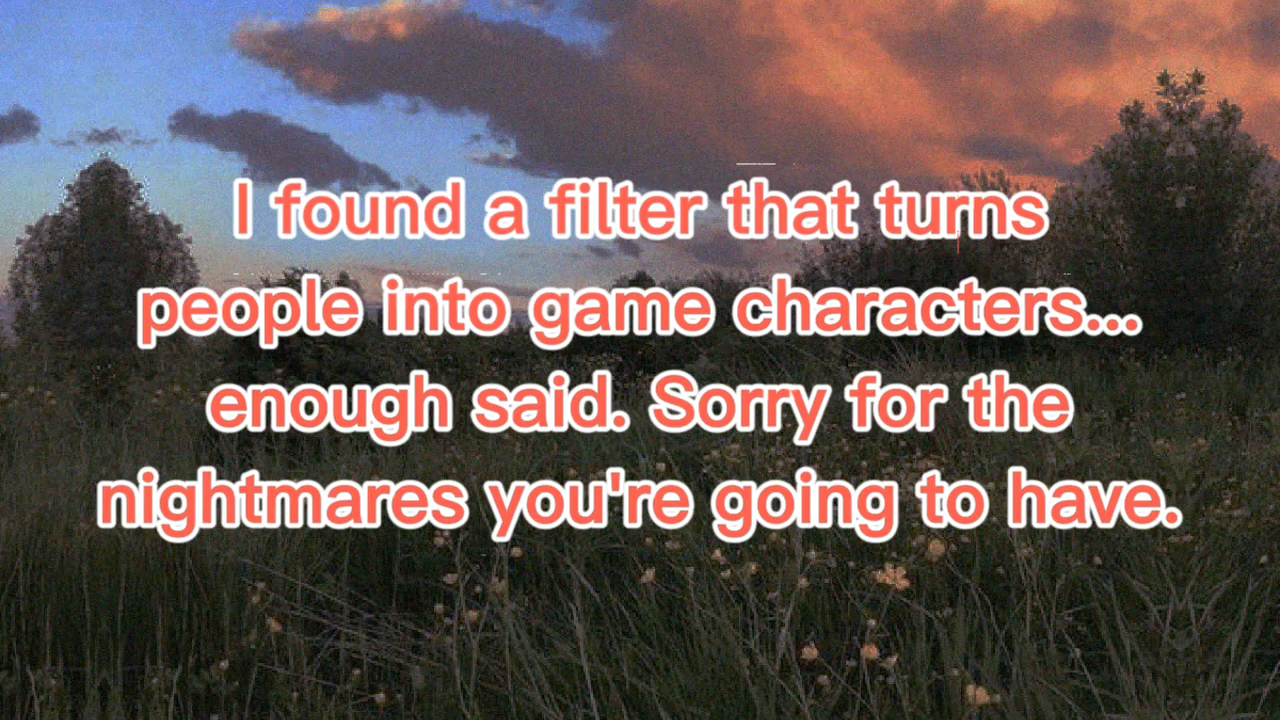 I found a filter that turns
people into game characters...
enough said. Sorry for the
nightmares you're going to have.